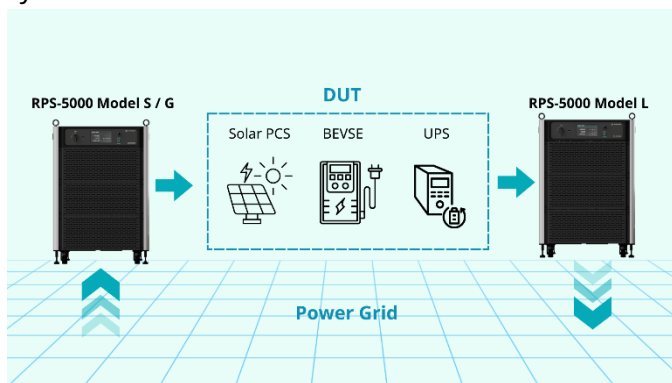 RPS-5000 Model S / G
DUT
RPS-5000 Model L
Solar PCS
BEVSE
UPS
Power Grid